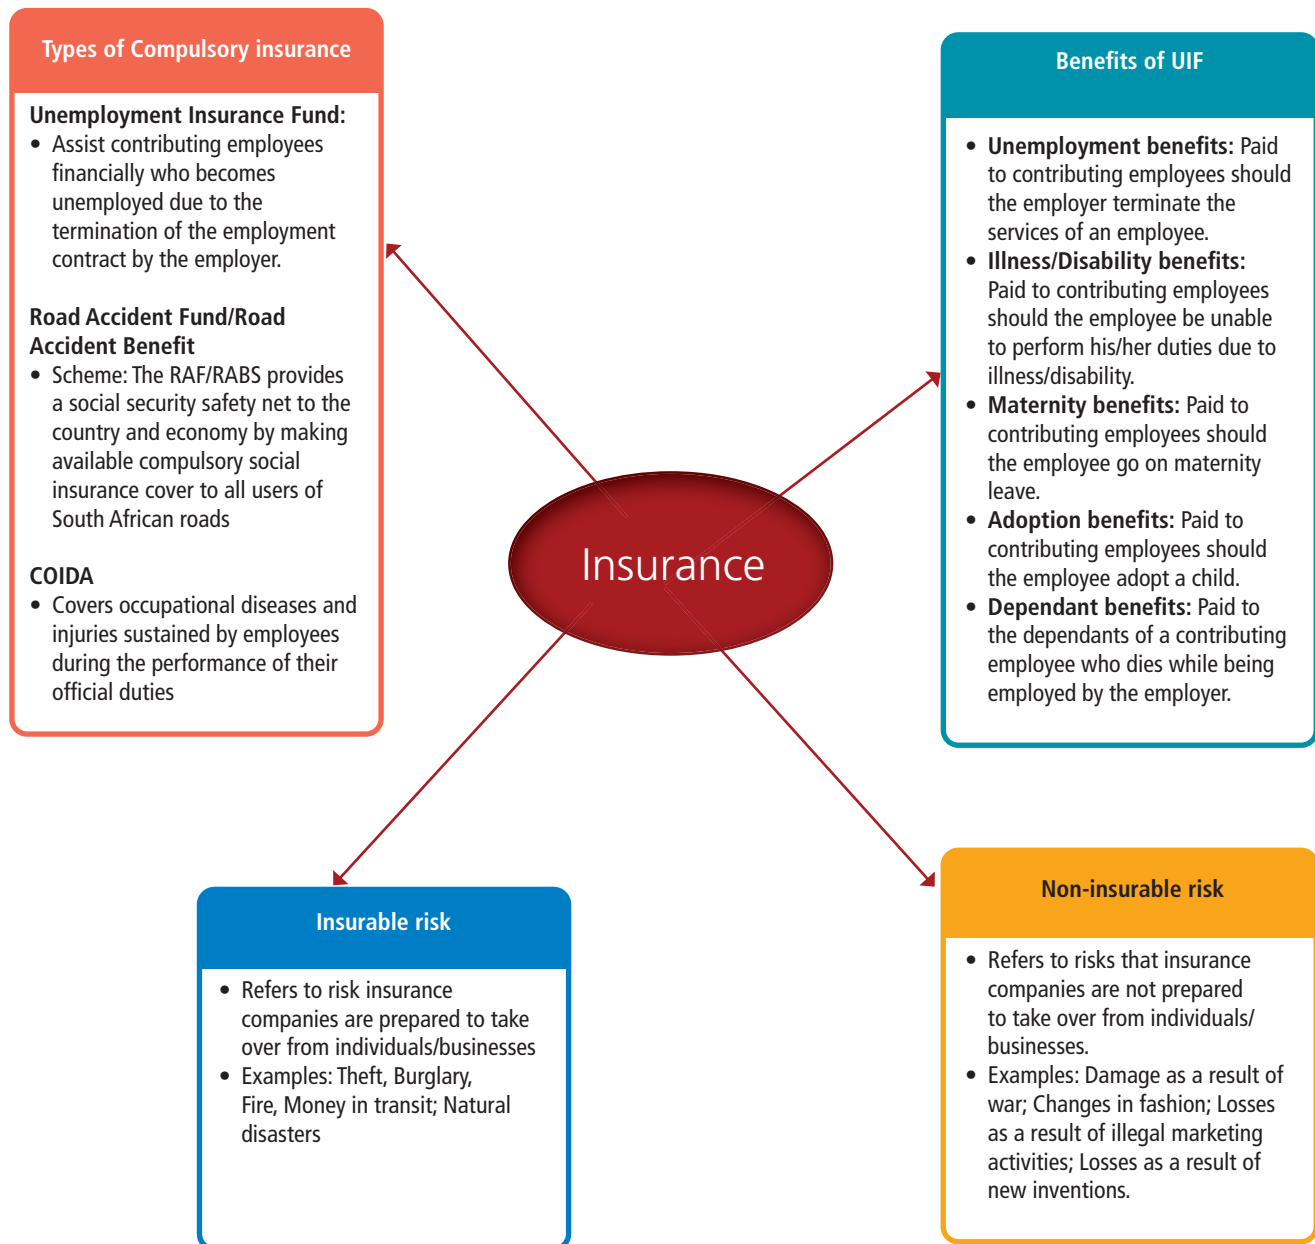 Types of Compulsory insurance
Unemployment Insurance Fund:
• Assist contributing employees
financially who becomes
unemployed due to the
termination of the employment
contract by the employer.
Road Accident Fund/Road
Accident Benefit
• Scheme: The RAF/RABS provides
a social security safety net to the
country and economy by making
available compulsory social
insurance cover to all users of
South African roads
COIDA
• Covers occupational diseases and
injuries sustained by employees
during the performance of their
official duties
Benefits of UIF
• Unemployment benefits: Paid
to contributing employees should
the employer terminate the
services of an employee.
• Illness/Disability benefits:
Paid to contributing employees
should the employee be unable
to perform his/her duties due to
illness/disability.
• Maternity benefits: Paid to
contributing employees should
the employee go on maternity
leave.
• Adoption benefits: Paid to
contributing employees should
the employee adopt a child.
• Dependant benefits: Paid to
the dependants of a contributing
employee who dies while being
employed by the employer.
Insurance
Insurable risk
• Refers to risk insurance
companies are prepared to take
over from individuals/businesses
• Examples: Theft, Burglary,
Fire, Money in transit; Natural
disasters
Non-insurable risk
• Refers to risks that insurance
companies are not prepared
to take over from individuals/
businesses.
• Examples: Damage as a result of
war; Changes in fashion; Losses
as a result of illegal marketing
activities; Losses as a result of
new inventions.